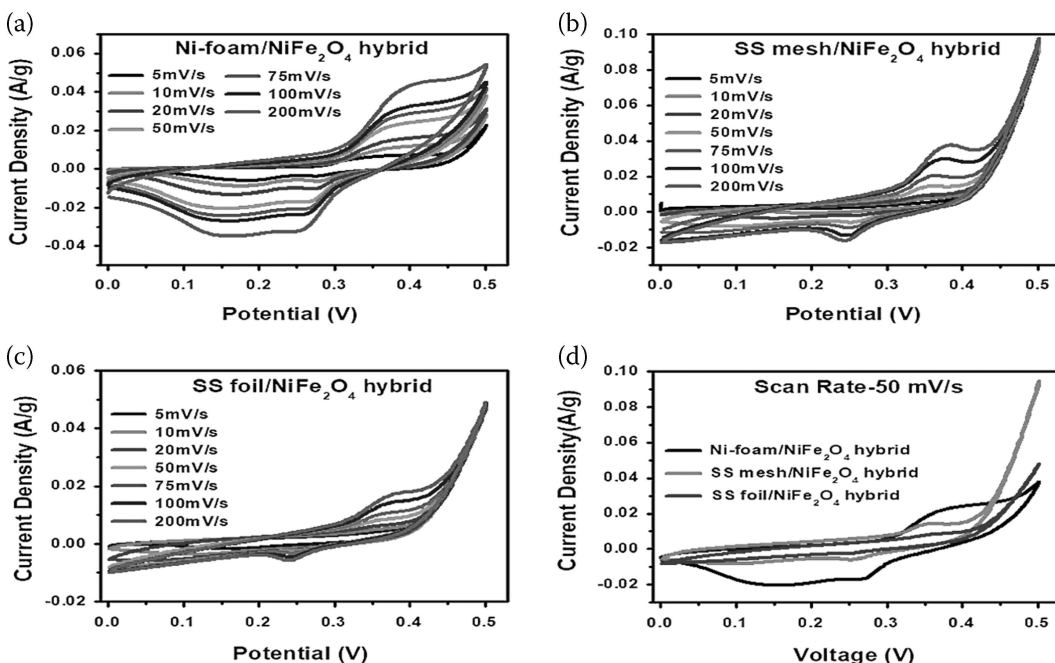 (a)
Ni-foam/NiFe₂O₄ hybrid
5mV/s
10mV/s
20mV/s
50mV/s
75mV/s
100mV/s
200mV/s
0.06
0.04
0.02
0.00
-0.02
-0.04
Current Density (A/g)
0.0 0.1 0.2 0.3 0.4 0.5
Potential (V)
(b)
SS mesh/NiFe₂O₄ hybrid
5mV/s
10mV/s
20mV/s
50mV/s
75mV/s
100mV/s
200mV/s
0.10
0.08
0.06
0.04
0.02
0.00
-0.02
Current Density (A/g)
0.0 0.1 0.2 0.3 0.4 0.5
Potential (V)
(c)
SS foil/NiFe₂O₄ hybrid
5mV/s
10mV/s
20mV/s
50mV/s
75mV/s
100mV/s
200mV/s
0.06
0.04
0.02
0.00
-0.02
Current Density (A/g)
0.0 0.1 0.2 0.3 0.4 0.5
Potential (V)
(d)
Scan Rate-50 mV/s
Ni-foam/NiFe₂O₄ hybrid
SS mesh/NiFe₂O₄ hybrid
SS foil/NiFe₂O₄ hybrid
0.10
0.08
0.06
0.04
0.02
0.00
-0.02
Current Density(A/g)
0.0 0.1 0.2 0.3 0.4 0.5
Voltage (V)